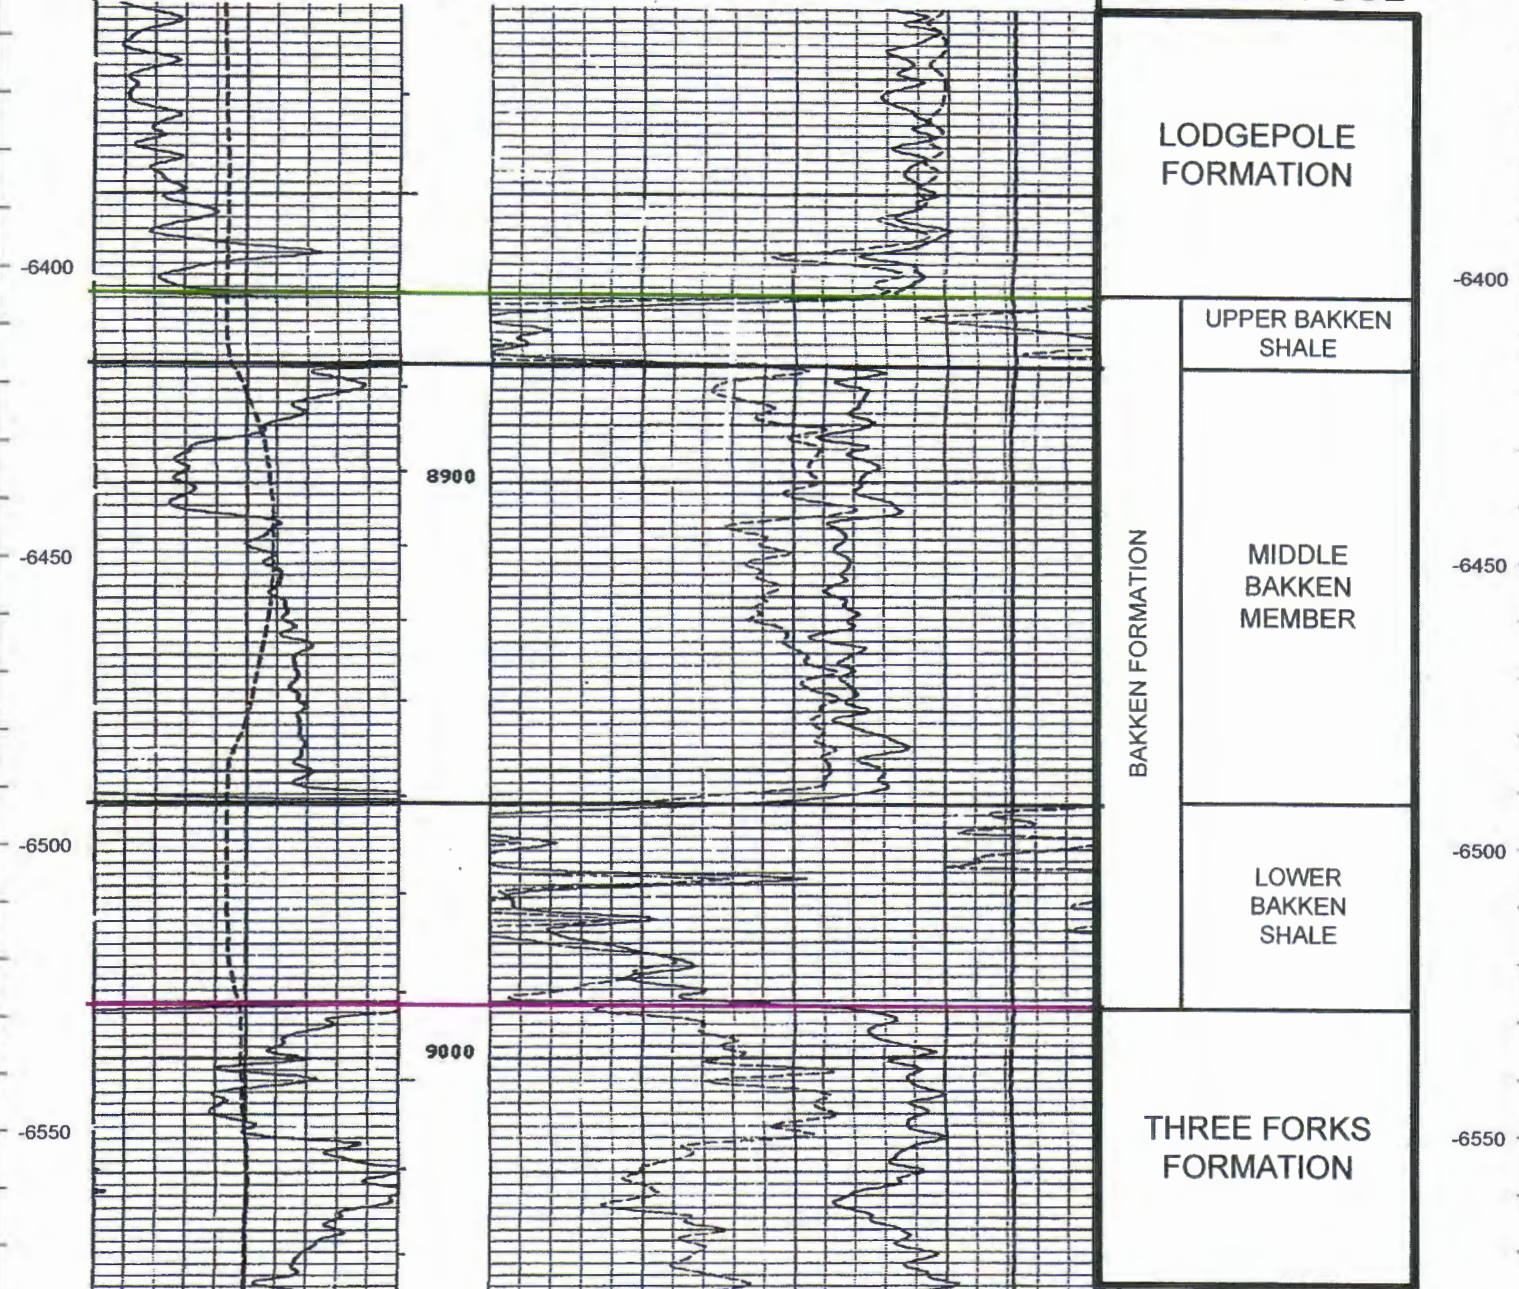 LODGEPOLE
FORMATION
-6400
-6400
UPPER BAKKEN
SHALE
8900
-6450
BAKKEN FORMATION
MIDDLE
BAKKEN
MEMBER
-6450
-6500
LOWER
BAKKEN
SHALE
-6500
9000
-6550
THREE FORKS
FORMATION
-6550